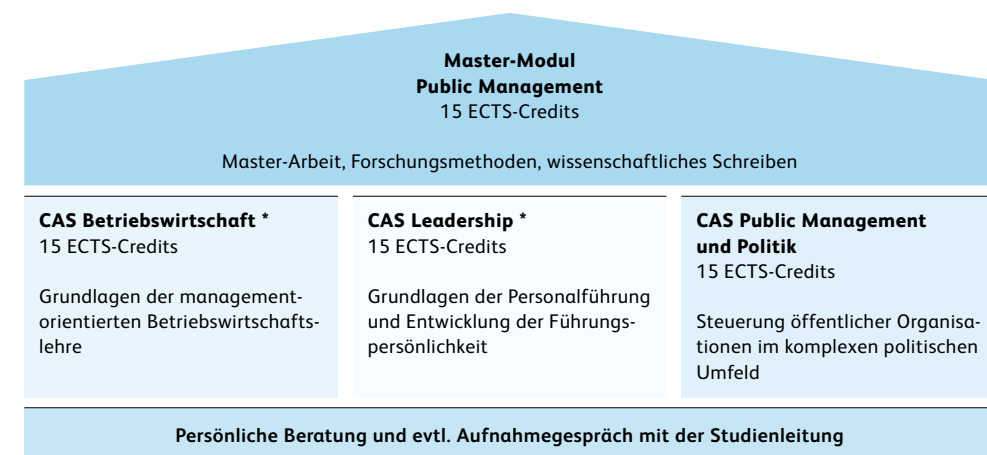 Master-Modul
Public Management
15 ECTS-Credits
Master-Arbeit, Forschungsmethoden, wissenschaftliches Schreiben
CAS Betriebswirtschaft *
15 ECTS-Credits
Grundlagen der management-
orientierten Betriebswirtschafts-
lehre
CAS Leadership *
15 ECTS-Credits
Grundlagen der Personalführung
und Entwicklung der Führungs-
persönlichkeit
CAS Public Management
und Politik
15 ECTS-Credits
Steuerung öffentlicher Organisa-
tionen im komplexen politischen
Umfeld
Persönliche Beratung und evtl. Aufnahmegespräch mit der Studienleitung